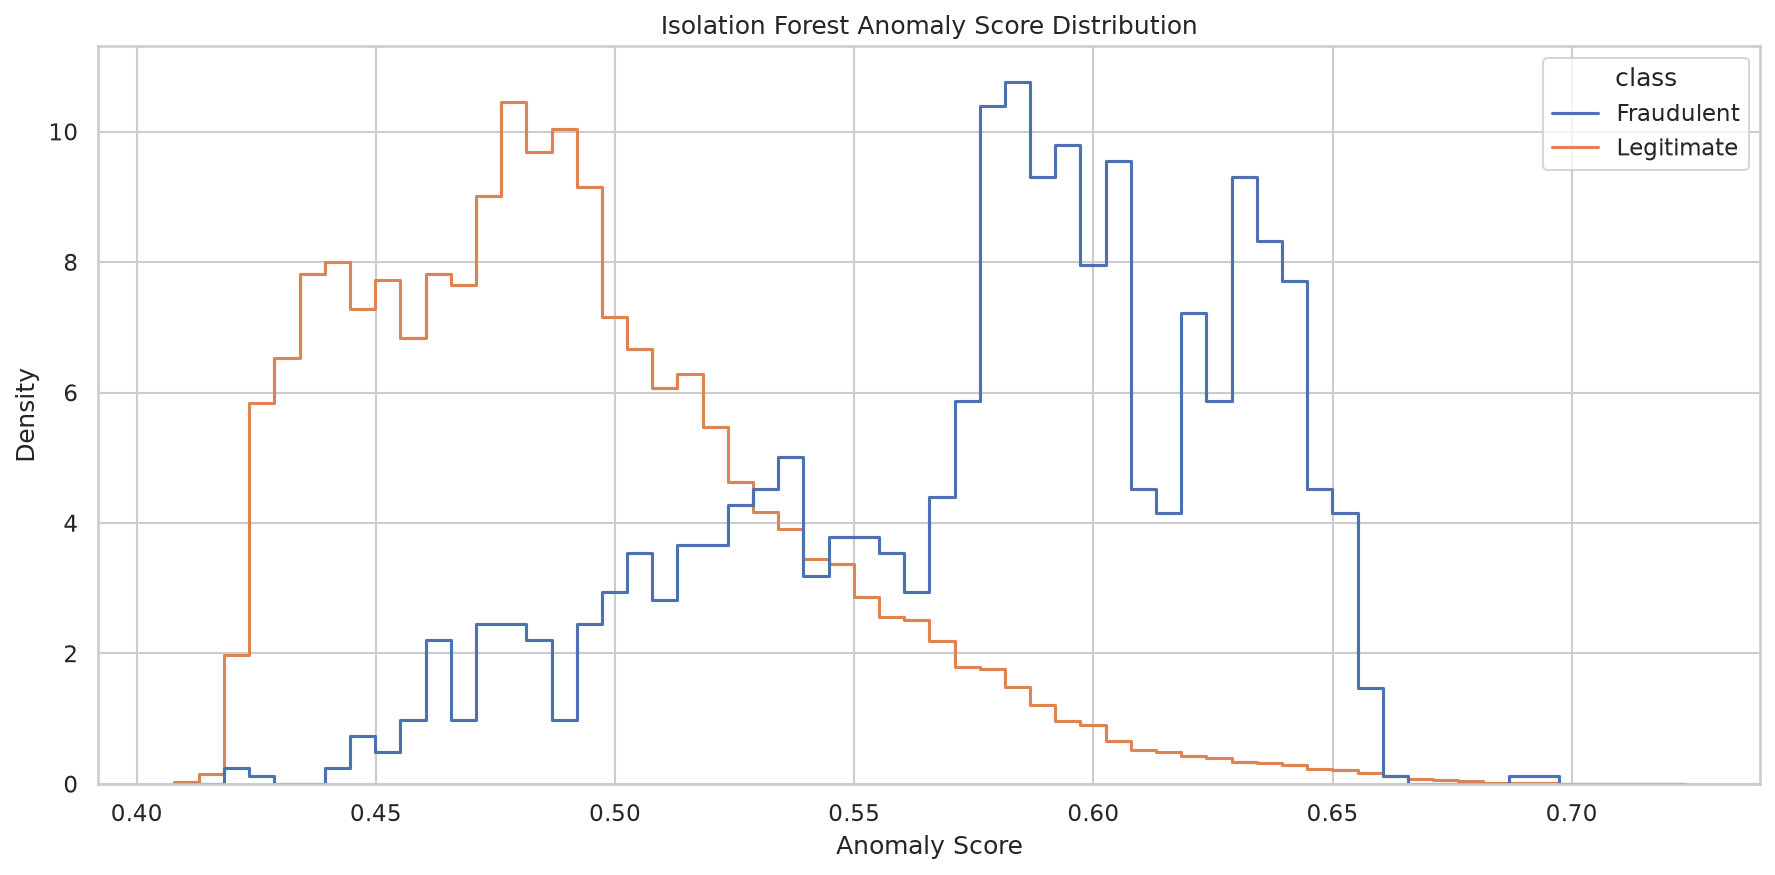 Isolation Forest Anomaly Score Distribution
class
Fraudulent
Legitimate
10
8
6
4
2
0
Density
0.40 0.45 0.50 0.55 0.60 0.65 0.70
Anomaly Score